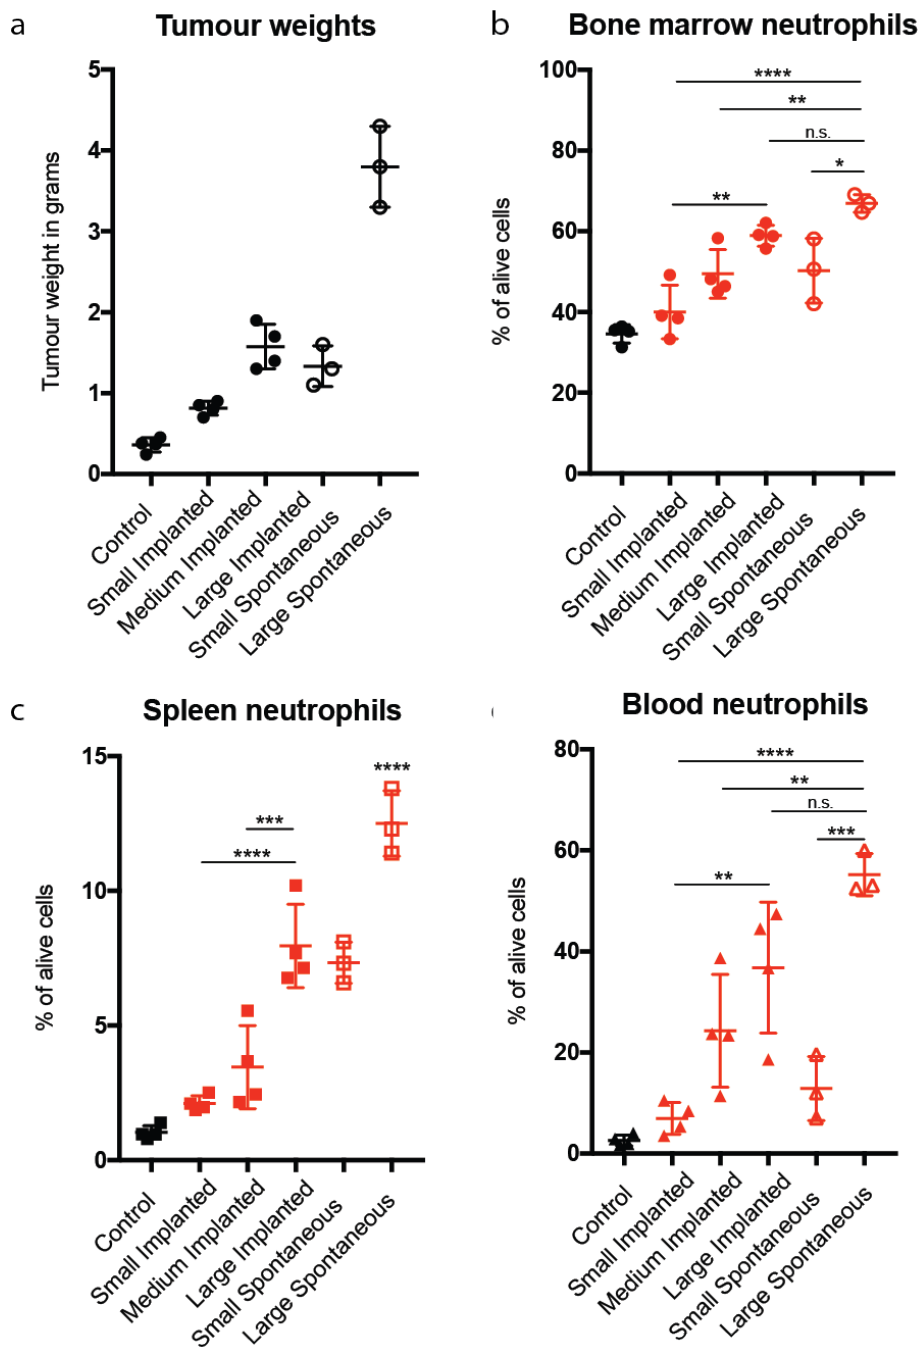 a
Tumour weights
Tumour weight in grams
5
4
3
2
1
0
Control
Small Implanted
Medium Implanted
Large Implanted
Small Spontaneous
Large Spontaneous
b
Bone marrow neutrophils
% of alive cells
100
80
60
40
20
0
****
**
n.s.
*
**
Control
Small Implanted
Medium Implanted
Large Implanted
Small Spontaneous
Large Spontaneous
c
Spleen neutrophils
% of alive cells
15
10
5
0
****
***
****
Control
Small Implanted
Medium Implanted
Large Implanted
Small Spontaneous
Large Spontaneous
Blood neutrophils
% of alive cells
80
60
40
20
0
****
**
n.s.
***
**
Control
Small Implanted
Medium Implanted
Large Implanted
Small Spontaneous
Large Spontaneous